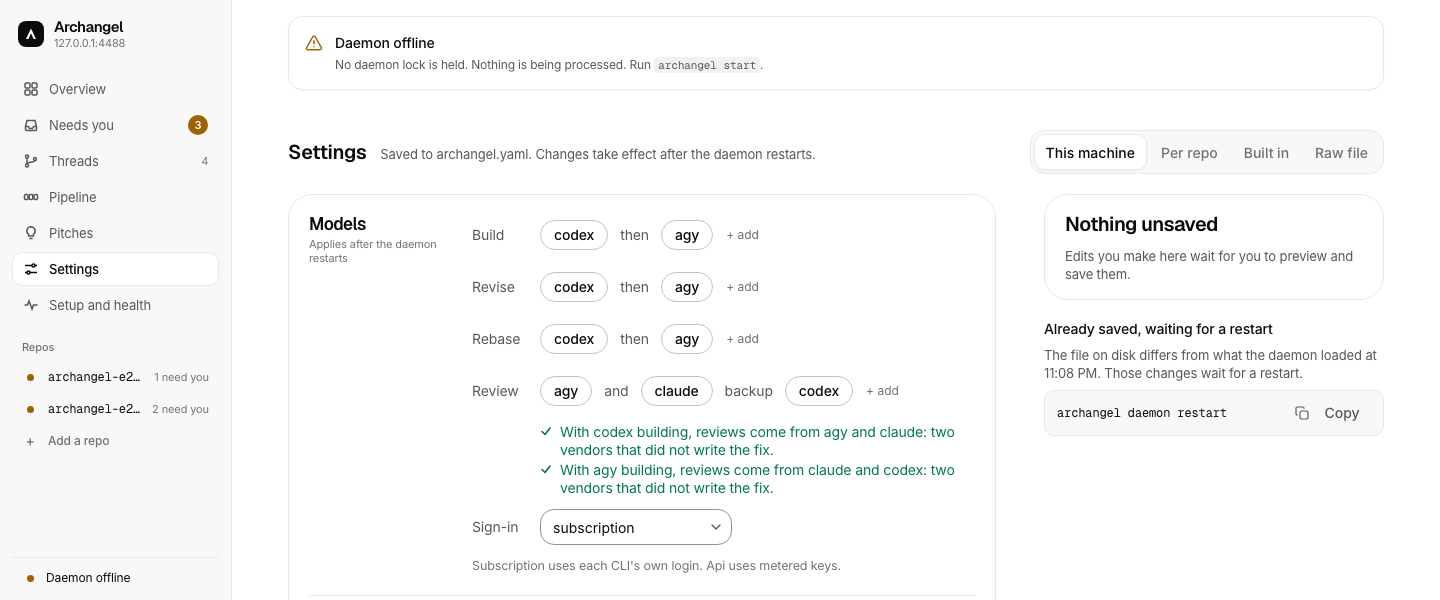 Archangel
127.0.0.1:4488
Overview
Needs you 3
Threads 4
Pipeline
Pitches
Settings
Setup and health
Repos
archangel-e2… 1 need you
archangel-e2… 2 need you
+ Add a repo
Daemon offline
Daemon offline
No daemon lock is held. Nothing is being processed. Run archangel start.
Settings Saved to archangel.yaml. Changes take effect after the daemon restarts.
This machine Per repo Built in Raw file
Models
Applies after the daemon
restarts
Build codex then agy + add
Revise codex then agy + add
Rebase codex then agy + add
Review agy and claude backup codex + add
With codex building, reviews come from agy and claude: two
vendors that did not write the fix.
With agy building, reviews come from claude and codex: two
vendors that did not write the fix.
Sign-in subscription
Subscription uses each CLI's own login. Api uses metered keys.
Nothing unsaved
Edits you make here wait for you to preview and
save them.
Already saved, waiting for a restart
The file on disk differs from what the daemon loaded at
11:08 PM. Those changes wait for a restart.
archangel daemon restart Copy